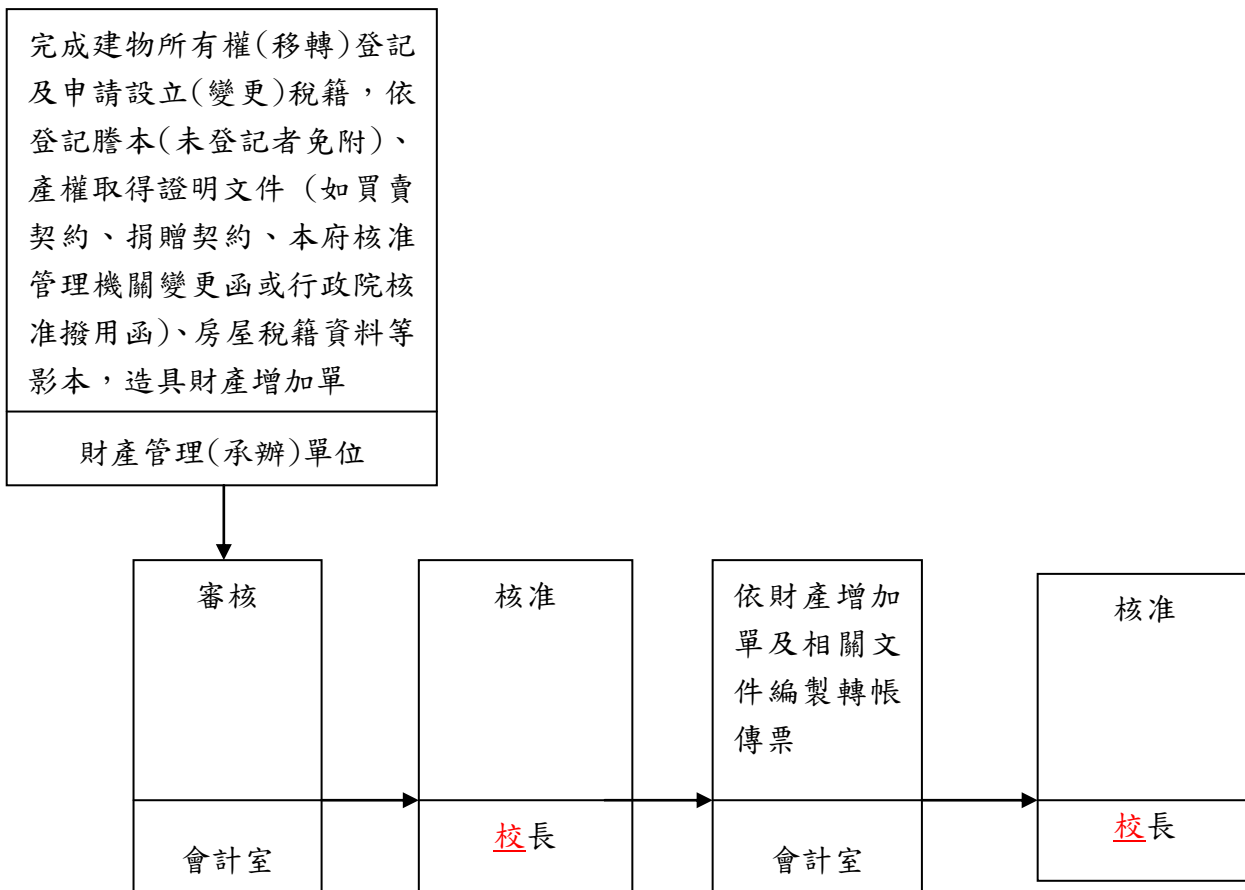 完成建物所有權(移轉)登記
及申請設立(變更)稅籍，依
登記謄本(未登記者免附)、
產權取得證明文件 (如買賣
契約、捐贈契約、本府核准
管理機關變更函或行政院核
准撥用函)、房屋稅籍資料等
影本，造具財產增加單
財產管理(承辦)單位
審核
會計室
核准
校長
依財產增加
單及相關文
件編製轉帳
傳票
會計室
核准
校長